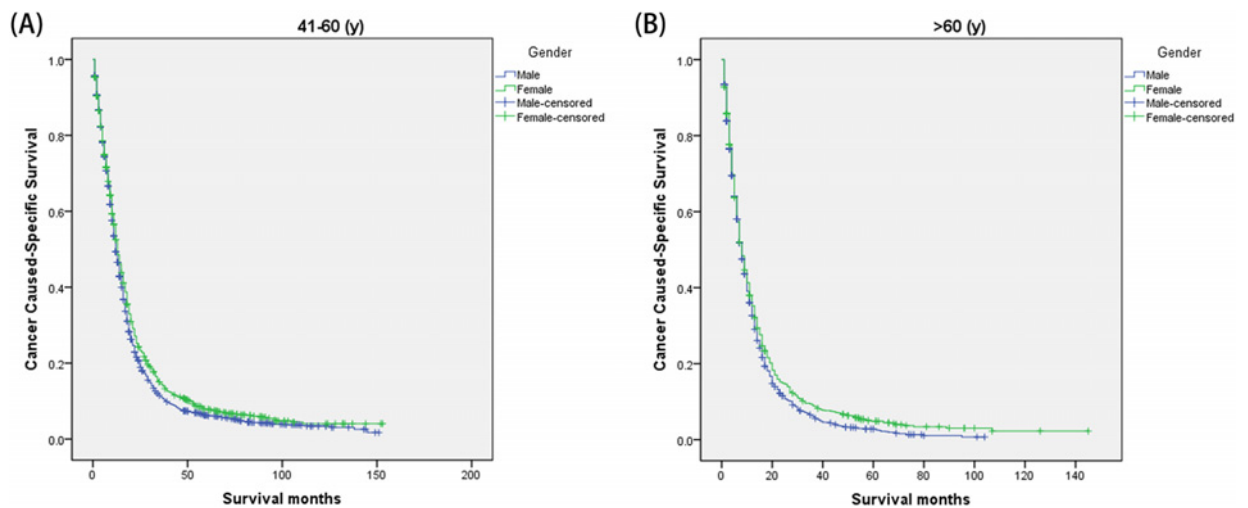 (A)
41-60 (y)
Gender
Male
Female
Male-censored
Female-censored
Cancer Caused-Specific Survival
1.0
0.8
0.6
0.4
0.2
0.0
0 50 100 150 200
Survival months
(B)
>60 (y)
Gender
Male
Female
Male-censored
Female-censored
Cancer Caused-Specific Survival
1.0
0.8
0.6
0.4
0.2
0.0
0 20 40 60 80 100 120 140
Survival months